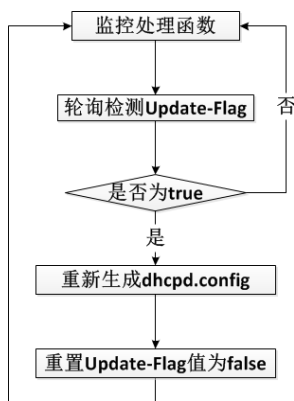 监控处理函数
轮询检测Update-Flag
否
是否为true
是
重新生成dhcpd.config
重置Update-Flag值为false